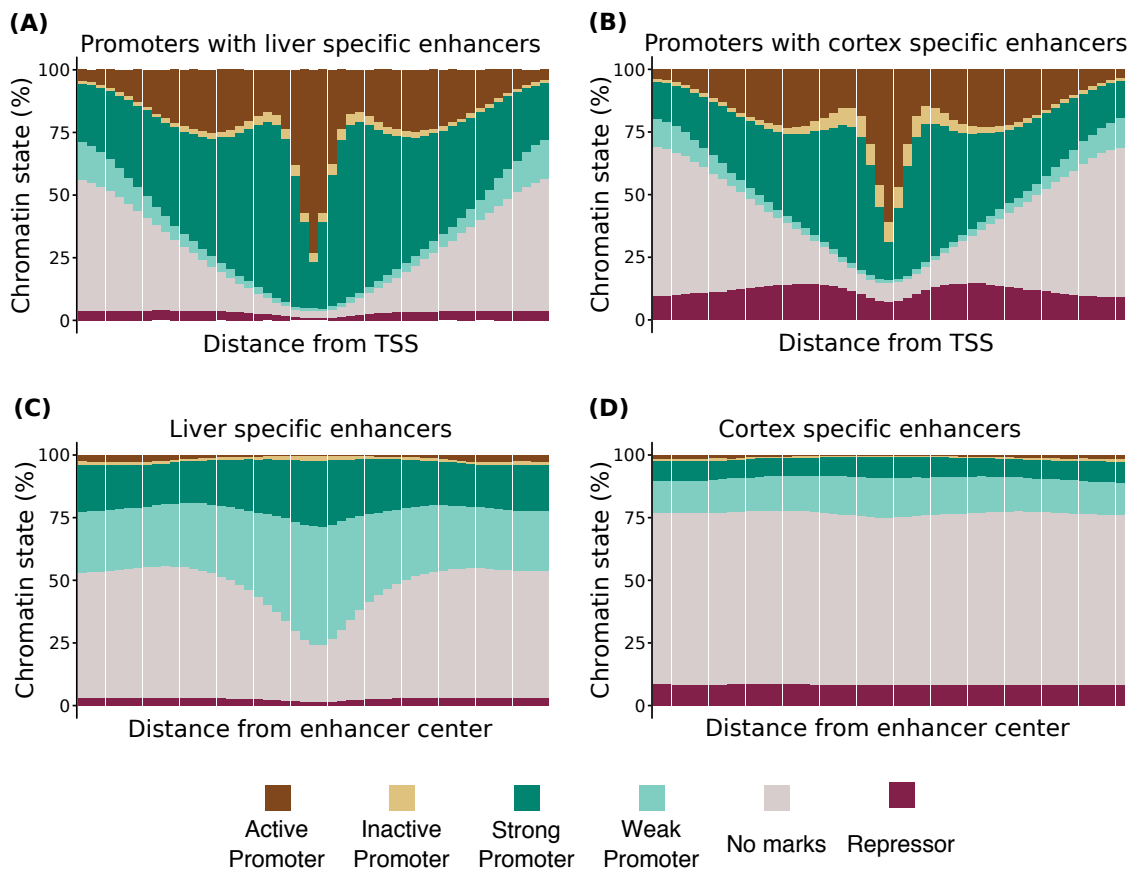 (A)
Promoters with liver specific enhancers
Chromatin state (%)
100
75
50
25
0
Distance from TSS
(B)
Promoters with cortex specific enhancers
Chromatin state (%)
100
75
50
25
0
Distance from TSS
(C)
Liver specific enhancers
Chromatin state (%)
100
75
50
25
0
Distance from enhancer center
(D)
Cortex specific enhancers
Chromatin state (%)
100
75
50
25
0
Distance from enhancer center
Active
Promoter
Inactive
Promoter
Strong
Promoter
Weak
Promoter
No marks
Repressor